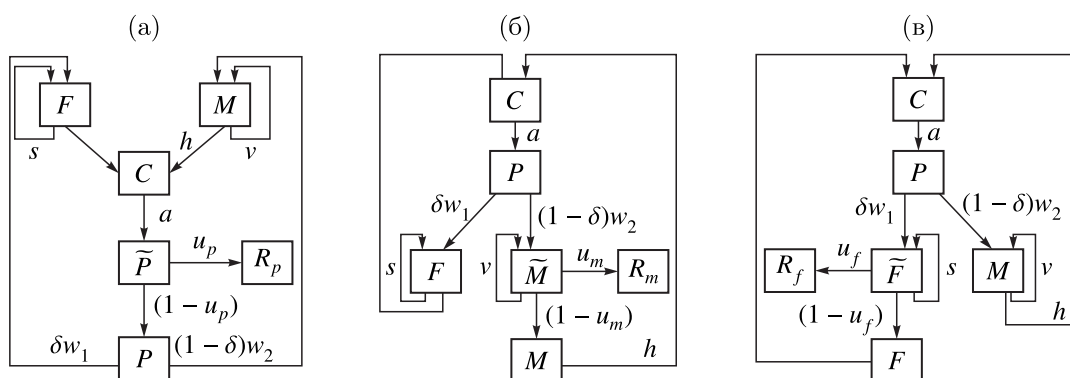 (а)
F
M
s
h
v
C
a
P̃
u_p
R_p
(1 − u_p)
δw_1
P
(1 − δ)w_2
(б)
C
a
P
δw_1
(1 − δ)w_2
s
F
v
M̃
u_m
R_m
(1 − u_m)
M
h
(в)
C
a
P
δw_1
(1 − δ)w_2
R_f
u_f
F̃
s
M
v
(1 − u_f)
h
F